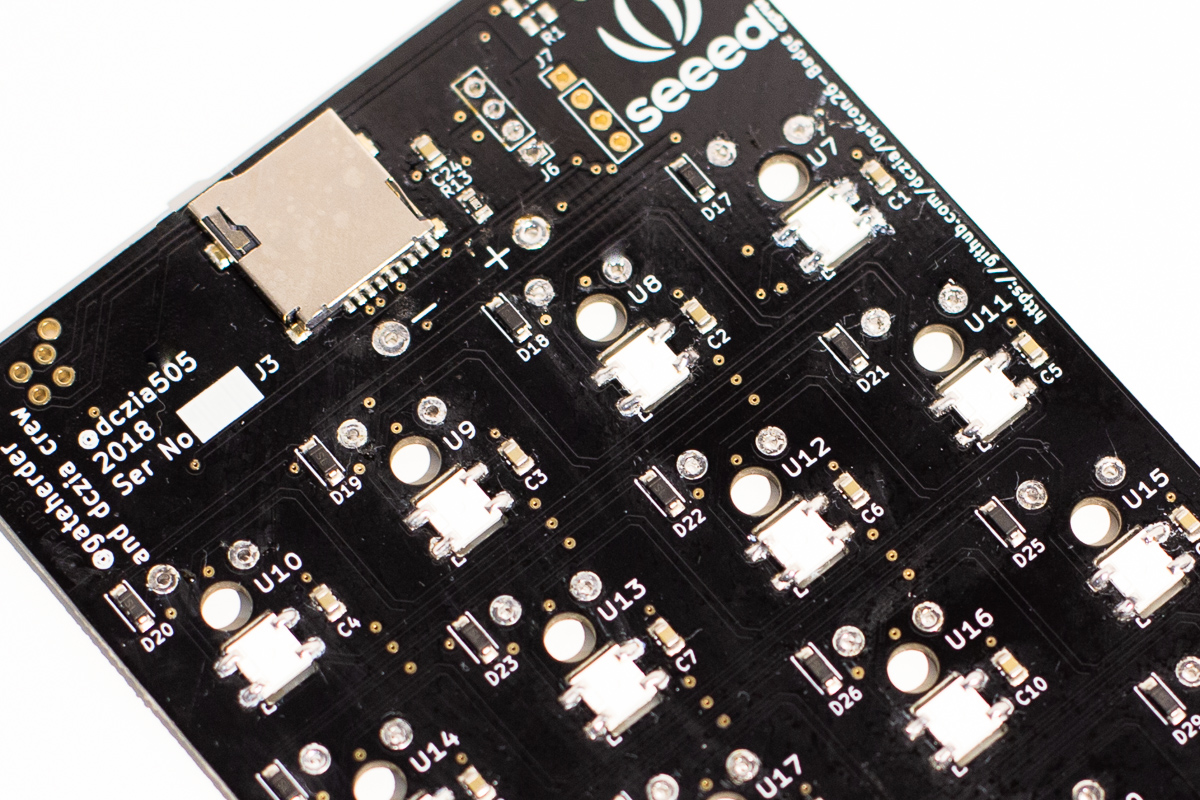 seeed
https://github.com/dczia/Defcon26-Badge
R1
J7
J6
C24
R13
+
-
J3
@dczia505
2018
Ser No
@gateherder
and dczia crew
U7
C1
D17
U8
C2
D18
U11
C5
D21
U9
C3
D19
U12
C6
D22
U15
D25
U10
C4
D20
U13
C7
D23
U16
C10
D26
D29
U14
U17